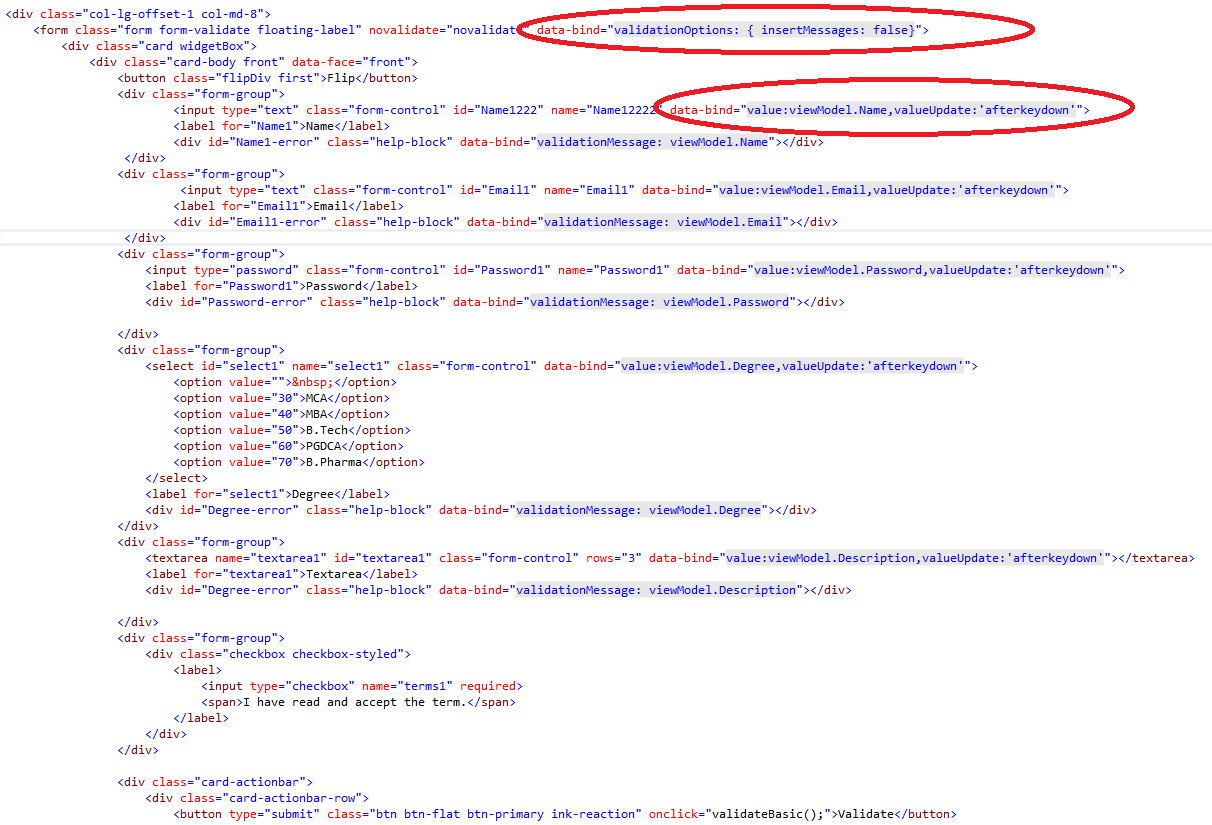 <div class="col-lg-offset-1 col-md-8">
<form class="form form-validate floating-label" novalidate="novalidat data-bind="validationOptions: { insertMessages: false}">
<div class="card widgetBox">
<div class="card-body front" data-face="front">
<button class="flipDiv first">Flip</button>
<div class="form-group">
<input type="text" class="form-control" id="Name1222" name="Name12222" data-bind="value:viewModel.Name,valueUpdate:'afterkeydown'">
<label for="Name1">Name</label>
<div id="Name1-error" class="help-block" data-bind="validationMessage: viewModel.Name"></div>
</div>
<div class="form-group">
<input type="text" class="form-control" id="Email1" name="Email1" data-bind="value:viewModel.Email,valueUpdate:'afterkeydown'">
<label for="Email1">Email</label>
<div id="Email1-error" class="help-block" data-bind="validationMessage: viewModel.Email"></div>
</div>
<div class="form-group">
<input type="password" class="form-control" id="Password1" name="Password1" data-bind="value:viewModel.Password,valueUpdate:'afterkeydown'">
<label for="Password1">Password</label>
<div id="Password-error" class="help-block" data-bind="validationMessage: viewModel.Password"></div>
</div>
<div class="form-group">
<select id="select1" name="select1" class="form-control" data-bind="value:viewModel.Degree,valueUpdate:'afterkeydown'">
<option value="">&nbsp;</option>
<option value="30">MCA</option>
<option value="40">MBA</option>
<option value="50">B.Tech</option>
<option value="60">PGDCA</option>
<option value="70">B.Pharma</option>
</select>
<label for="select1">Degree</label>
<div id="Degree-error" class="help-block" data-bind="validationMessage: viewModel.Degree"></div>
</div>
<div class="form-group">
<textarea name="textarea1" id="textarea1" class="form-control" rows="3" data-bind="value:viewModel.Description,valueUpdate:'afterkeydown'"></textarea>
<label for="textarea1">Textarea</label>
<div id="Degree-error" class="help-block" data-bind="validationMessage: viewModel.Description"></div>
</div>
<div class="form-group">
<div class="checkbox checkbox-styled">
<label>
<input type="checkbox" name="terms1" required>
<span>I have read and accept the term.</span>
</label>
</div>
</div>
<div class="card-actionbar">
<div class="card-actionbar-row">
<button type="submit" class="btn btn-flat btn-primary ink-reaction" onclick="validateBasic();">Validate</button>